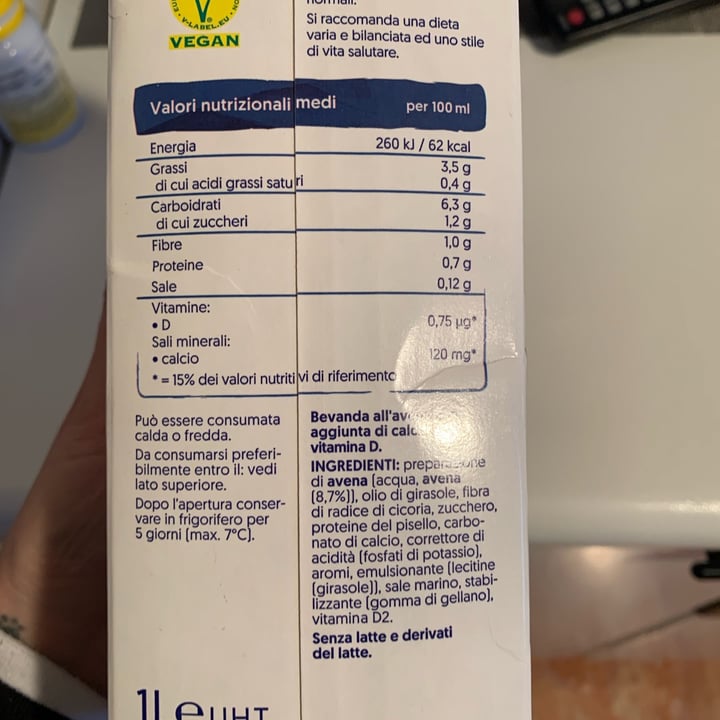 V-LABEL.EU
VEGAN
Si raccomanda una dieta
varia e bilanciata ed uno stile
di vita salutare.
Valori nutrizionali medi per 100 ml
Energia 260 kJ / 62 kcal
Grassi 3,5 g
di cui acidi grassi saturi 0,4 g
Carboidrati 6,3 g
di cui zuccheri 1,2 g
Fibre 1,0 g
Proteine 0,7 g
Sale 0,12 g
Vitamine:
• D 0,75 µg*
Sali minerali:
• calcio 120 mg*
* = 15% dei valori nutritivi di riferimento
Può essere consumata
calda o fredda.
Da consumarsi preferi-
bilmente entro il: vedi
lato superiore.
Dopo l'apertura conser-
vare in frigorifero per
5 giorni (max. 7°C).
Bevanda
aggiunta di
vitamina D.
INGREDIENTI: preparazione
di avena (acqua, avena
(8,7%)), olio di girasole, fibra
di radice di cicoria, zucchero,
proteine del pisello, carbo-
nato di calcio, correttore di
acidità (fosfati di potassio),
aromi, emulsionante (lecitine
(girasole)), sale marino, stabi-
lizzante (gomma di gellano),
vitamina D2.
Senza latte e derivati
del latte.
1L e UHT